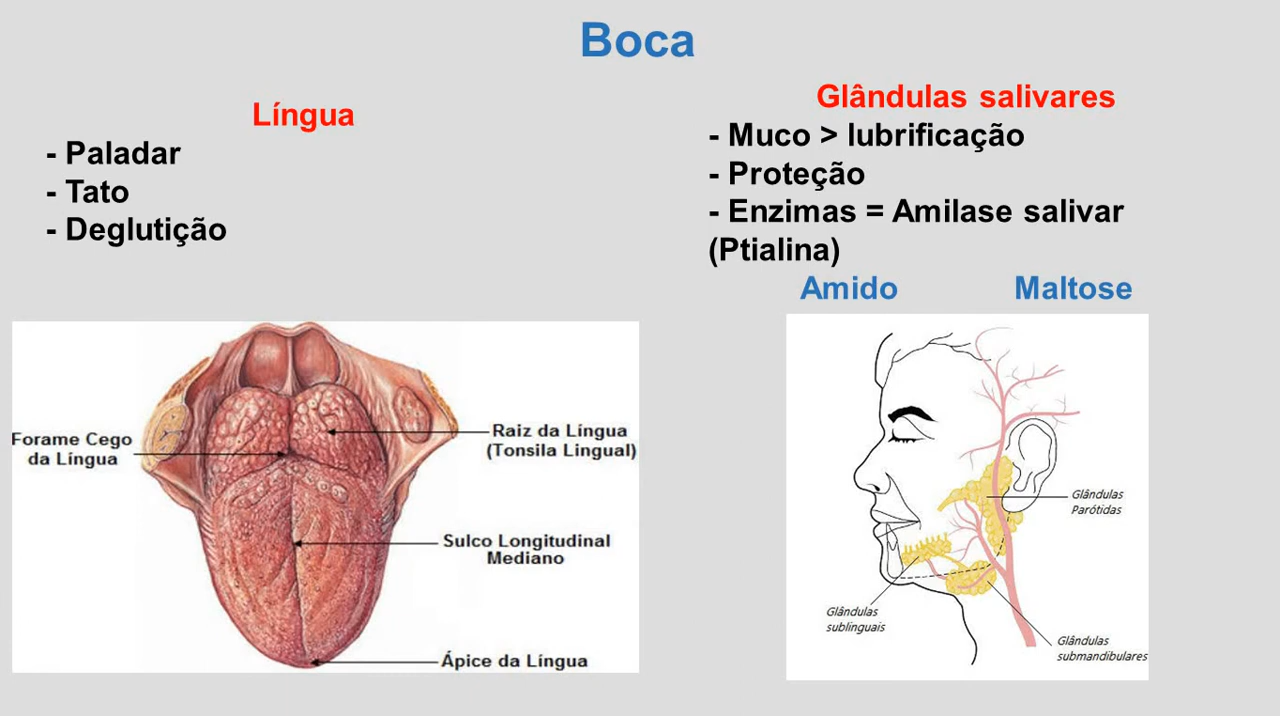 Boca
Língua
- Paladar
- Tato
- Deglutição
Glândulas salivares
- Muco > lubrificação
- Proteção
- Enzimas = Amilase salivar
(Ptialina)
Amido Maltose
Forame Cego
da Língua
Raiz da Língua
(Tonsila Lingual)
Sulco Longitudinal
Mediano
Ápice da Língua
Glândulas
Parótidas
Glândulas
sublinguais
Glândulas
submandibulares